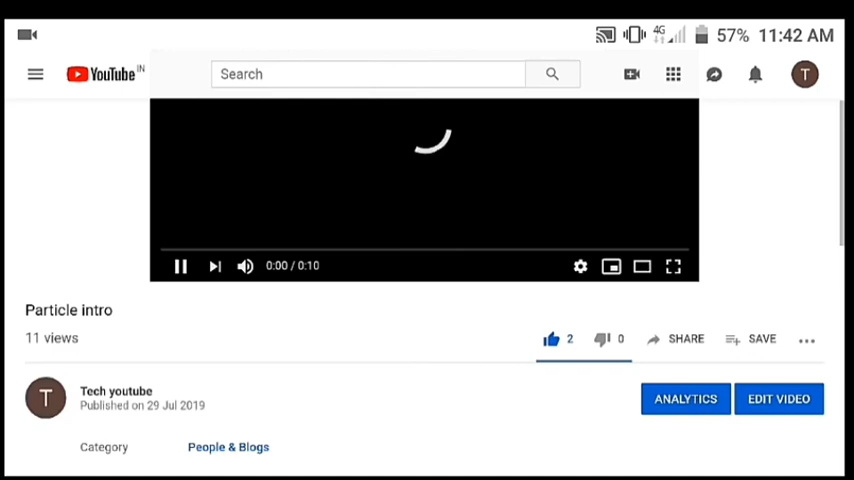 4G 57% 11:42 AM
YouTube IN Search T
0:00 / 0:10
Particle intro
11 views 2 0 SHARE SAVE
T Tech youtube ANALYTICS EDIT VIDEO
Published on 29 Jul 2019
Category People & Blogs